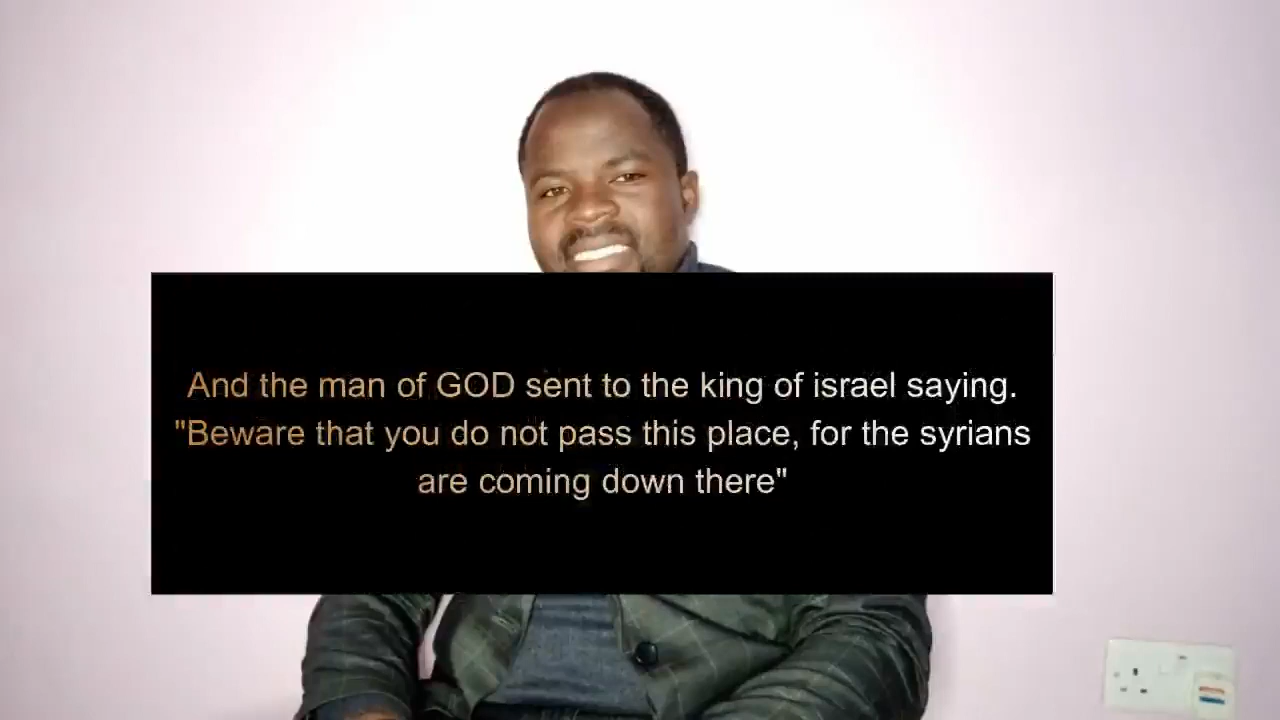 And the man of GOD sent to the king of israel saying.
"Beware that you do not pass this place, for the syrians
are coming down there"